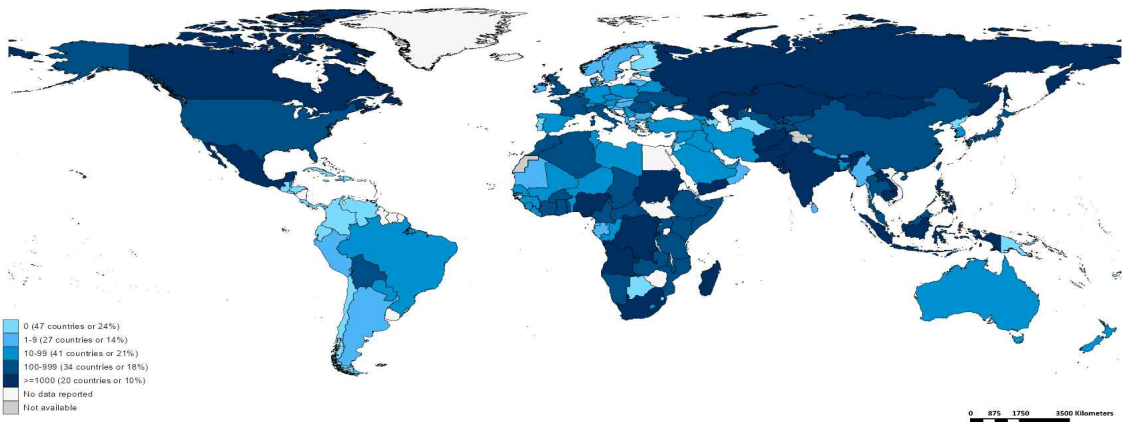 0 (47 countries or 24%)
1-9 (27 countries or 14%)
10-99 (41 countries or 21%)
100-999 (34 countries or 18%)
>=1000 (20 countries or 10%)
No data reported
Not available
0 875 1750 3500 Kilometers